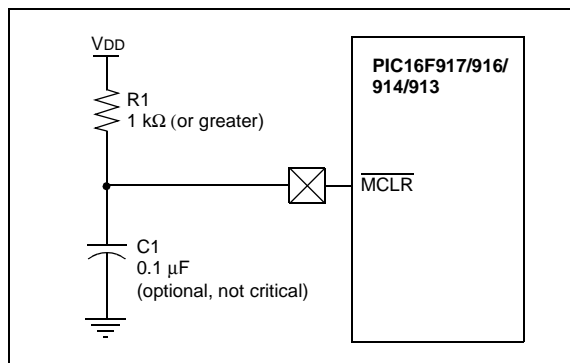 VDD
R1
1 kΩ (or greater)
C1
0.1 μF
(optional, not critical)
PIC16F917/916/
914/913
MCLR